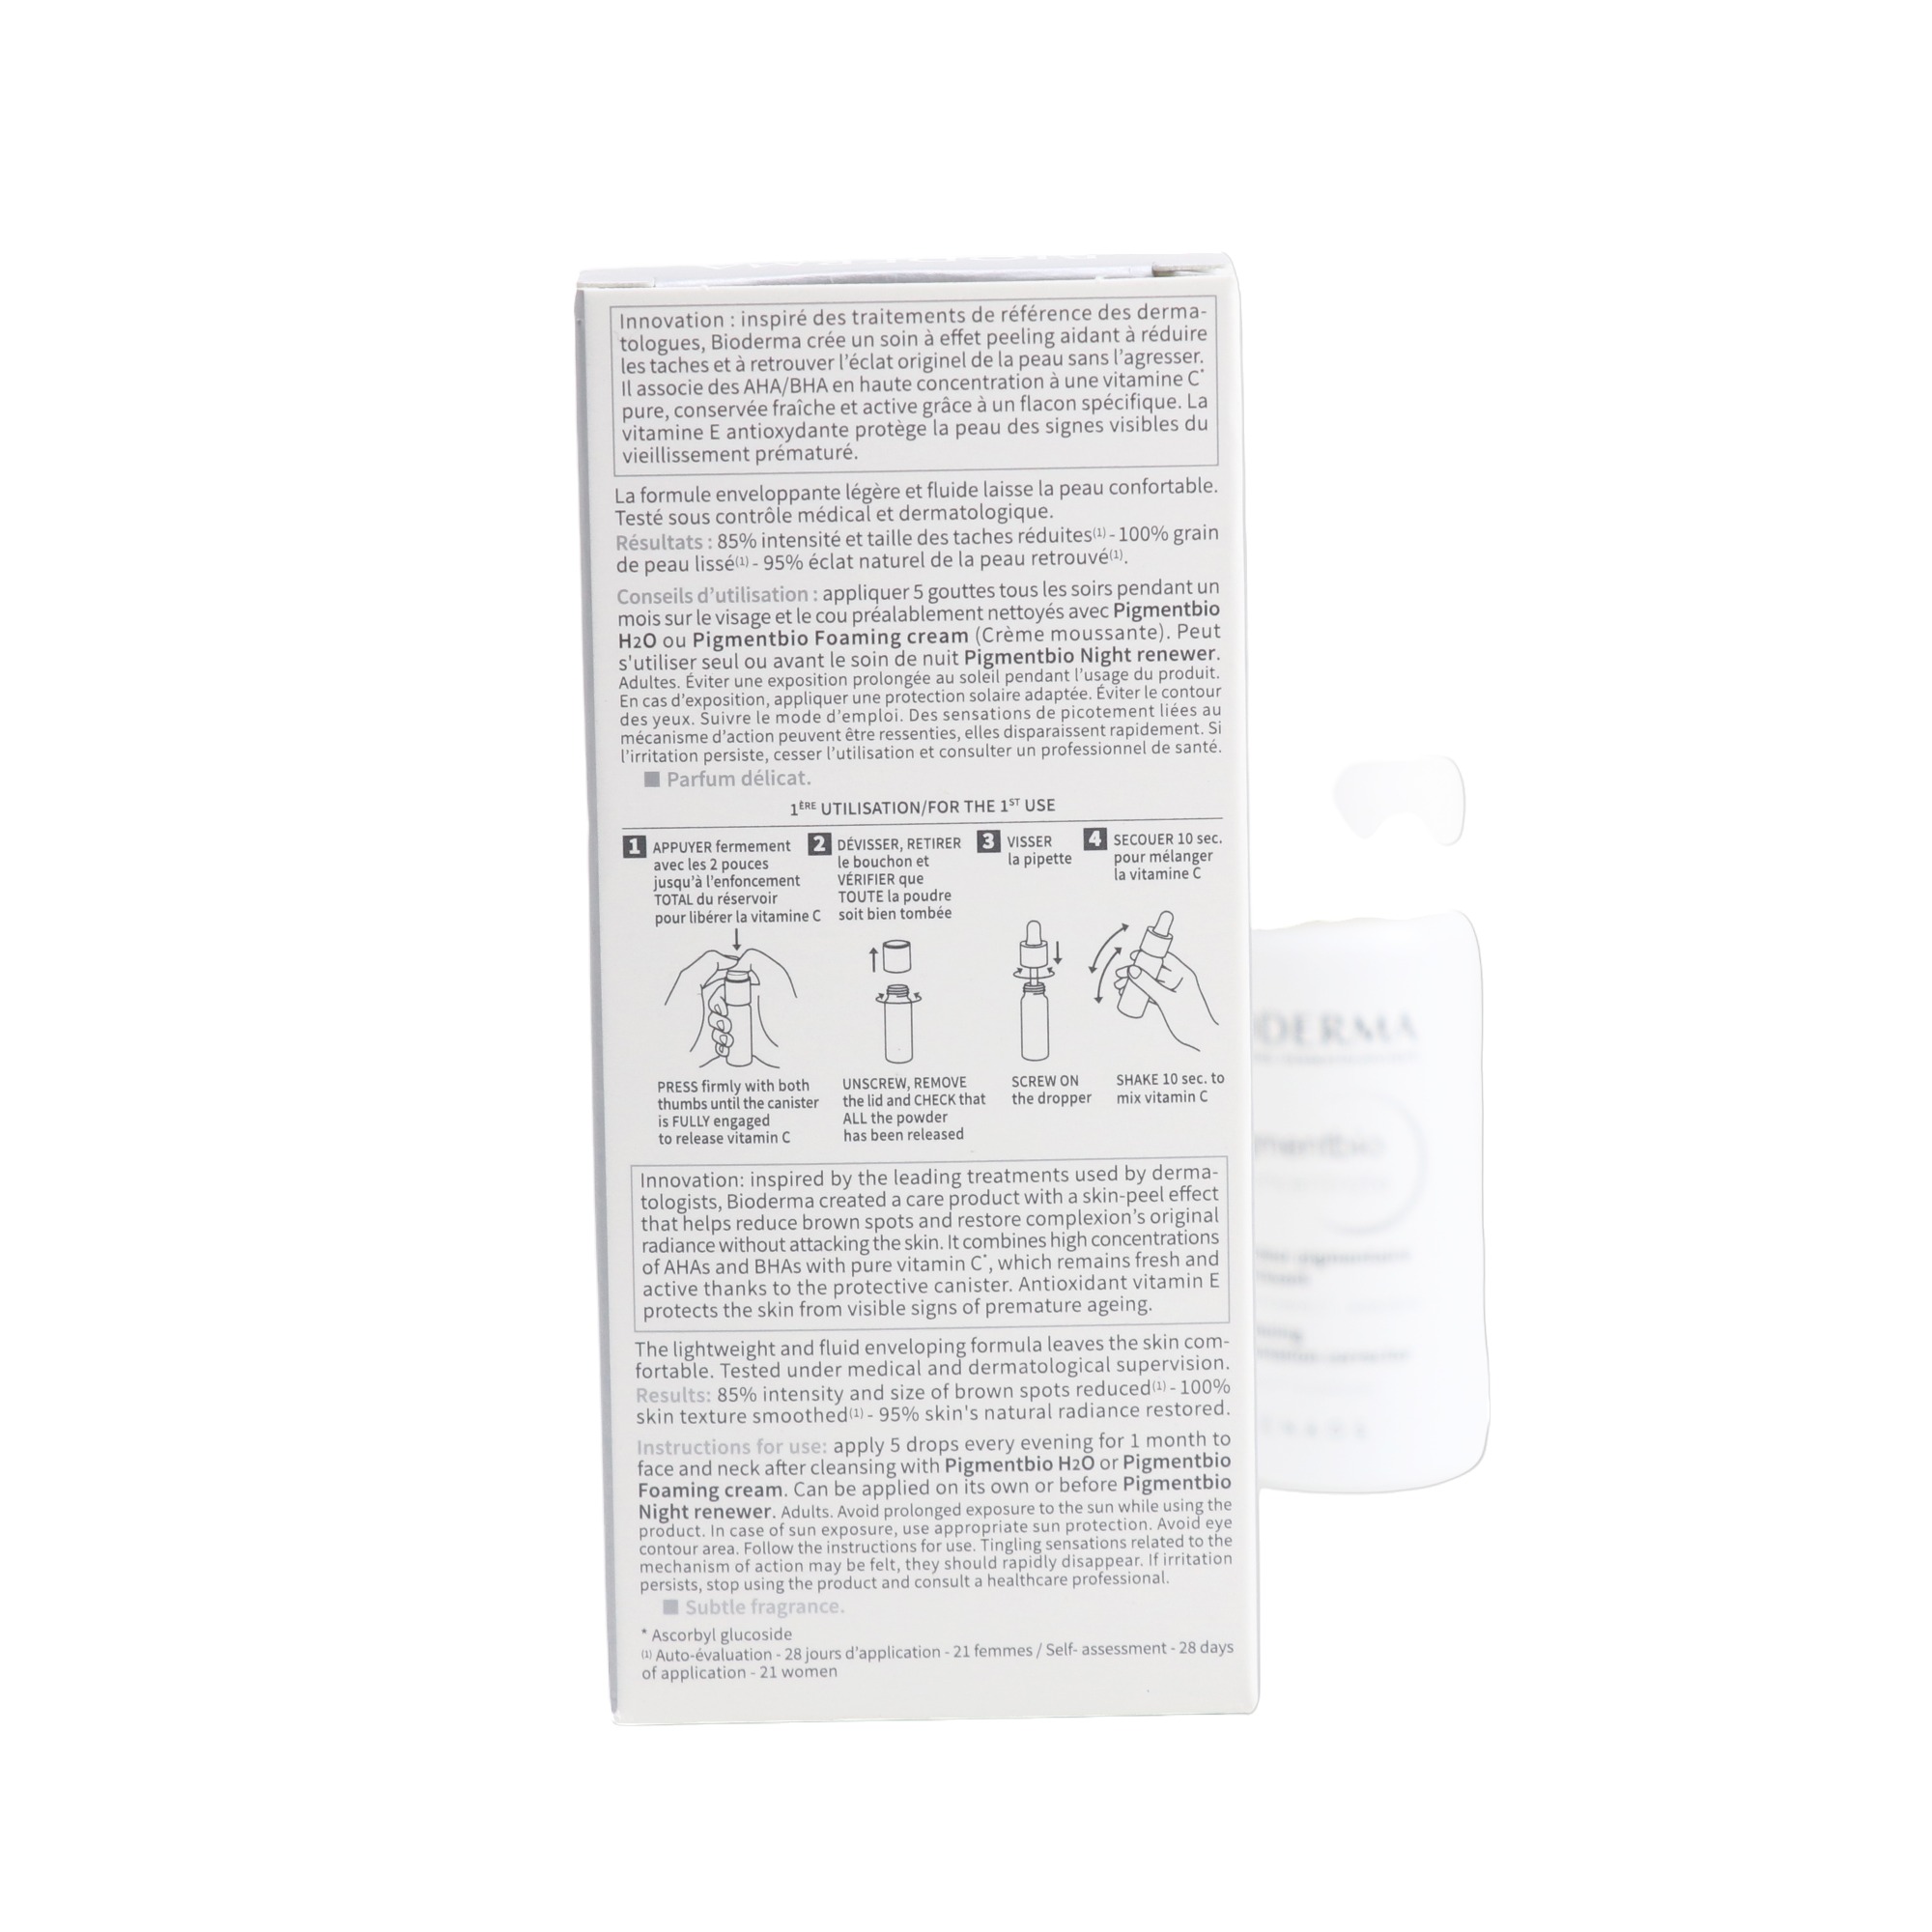 Innovation : inspiré des traitements de référence des derma-
tologues, Bioderma crée un soin à effet peeling aidant à réduire
les taches et à retrouver l'éclat originel de la peau sans l'agresser.
Il associe des AHA/BHA en haute concentration à une vitamine C*
pure, conservée fraîche et active grâce à un flacon spécifique. La
vitamine E antioxydante protège la peau des signes visibles du
vieillissement prématuré.
La formule enveloppante légère et fluide laisse la peau confortable.
Testé sous contrôle médical et dermatologique.
Résultats : 85% intensité et taille des taches réduites(1) - 100% grain
de peau lissé(1) - 95% éclat naturel de la peau retrouvé(1).
Conseils d'utilisation : appliquer 5 gouttes tous les soirs pendant un
mois sur le visage et le cou préalablement nettoyés avec Pigmentbio
H2O ou Pigmentbio Foaming cream (Crème moussante). Peut
s'utiliser seul ou avant le soin de nuit Pigmentbio Night renewer.
Adultes. Éviter une exposition prolongée au soleil pendant l'usage du produit.
En cas d'exposition, appliquer une protection solaire adaptée. Éviter le contour
des yeux. Suivre le mode d'emploi. Des sensations de picotement liées au
mécanisme d'action peuvent être ressenties, elles disparaissent rapidement. Si
l'irritation persiste, cesser l'utilisation et consulter un professionnel de santé.
Parfum délicat.
1ÈRE UTILISATION/FOR THE 1ST USE
1 APPUYER fermement
avec les 2 pouces
jusqu'à l'enfoncement
TOTAL du réservoir
pour libérer la vitamine C
2 DÉVISSER, RETIRER
le bouchon et
VÉRIFIER que
TOUTE la poudre
soit bien tombée
3 VISSER
la pipette
4 SECOUER 10 sec.
pour mélanger
la vitamine C
PRESS firmly with both
thumbs until the canister
is FULLY engaged
to release vitamin C
UNSCREW, REMOVE
the lid and CHECK that
ALL the powder
has been released
SCREW ON
the dropper
SHAKE 10 sec. to
mix vitamin C
Innovation: inspired by the leading treatments used by derma-
tologists, Bioderma created a care product with a skin-peel effect
that helps reduce brown spots and restore complexion's original
radiance without attacking the skin. It combines high concentrations
of AHAs and BHAs with pure vitamin C*, which remains fresh and
active thanks to the protective canister. Antioxidant vitamin E
protects the skin from visible signs of premature ageing.
The lightweight and fluid enveloping formula leaves the skin com-
fortable. Tested under medical and dermatological supervision.
Results: 85% intensity and size of brown spots reduced(1) - 100%
skin texture smoothed(1) - 95% skin's natural radiance restored.
Instructions for use: apply 5 drops every evening for 1 month to
face and neck after cleansing with Pigmentbio H2O or Pigmentbio
Foaming cream. Can be applied on its own or before Pigmentbio
Night renewer. Adults. Avoid prolonged exposure to the sun while using the
product. In case of sun exposure, use appropriate sun protection. Avoid eye
contour area. Follow the instructions for use. Tingling sensations related to the
mechanism of action may be felt, they should rapidly disappear. If irritation
persists, stop using the product and consult a healthcare professional.
Subtle fragrance.
* Ascorbyl glucoside
(1) Auto-évaluation - 28 jours d'application - 21 femmes / Self- assessment - 28 days
of application - 21 women
ODERMA